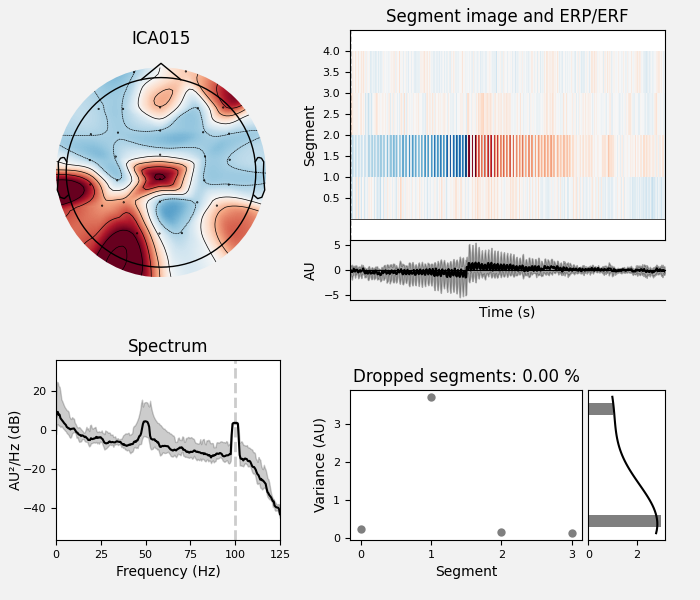 ICA015
Segment image and ERP/ERF
Segment
4.0
3.5
3.0
2.5
2.0
1.5
1.0
0.5
AU
5
0
−5
Time (s)
Spectrum
AU²/Hz (dB)
20
0
−20
−40
0 25 50 75 100 125
Frequency (Hz)
Dropped segments: 0.00 %
Variance (AU)
3
2
1
0
0 1 2 3
Segment
0 2